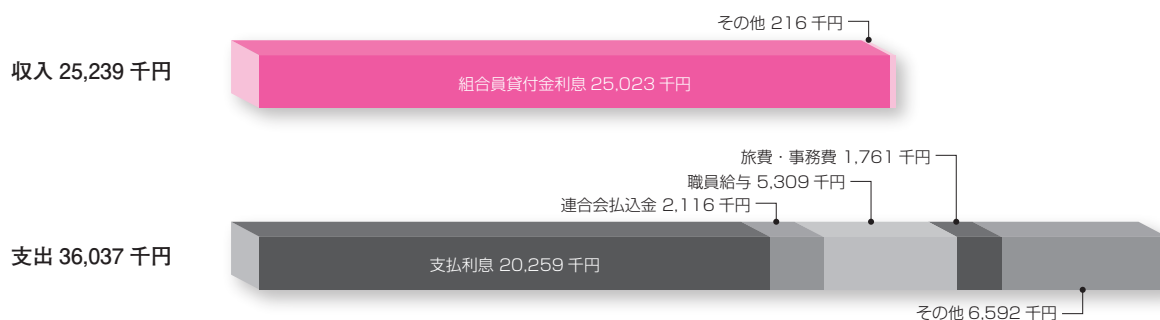 その他 216 千円
収入 25,239 千円
組合員貸付金利息 25,023 千円
旅費・事務費 1,761 千円
職員給与 5,309 千円
連合会払込金 2,116 千円
支出 36,037 千円
支払利息 20,259 千円
その他 6,592 千円